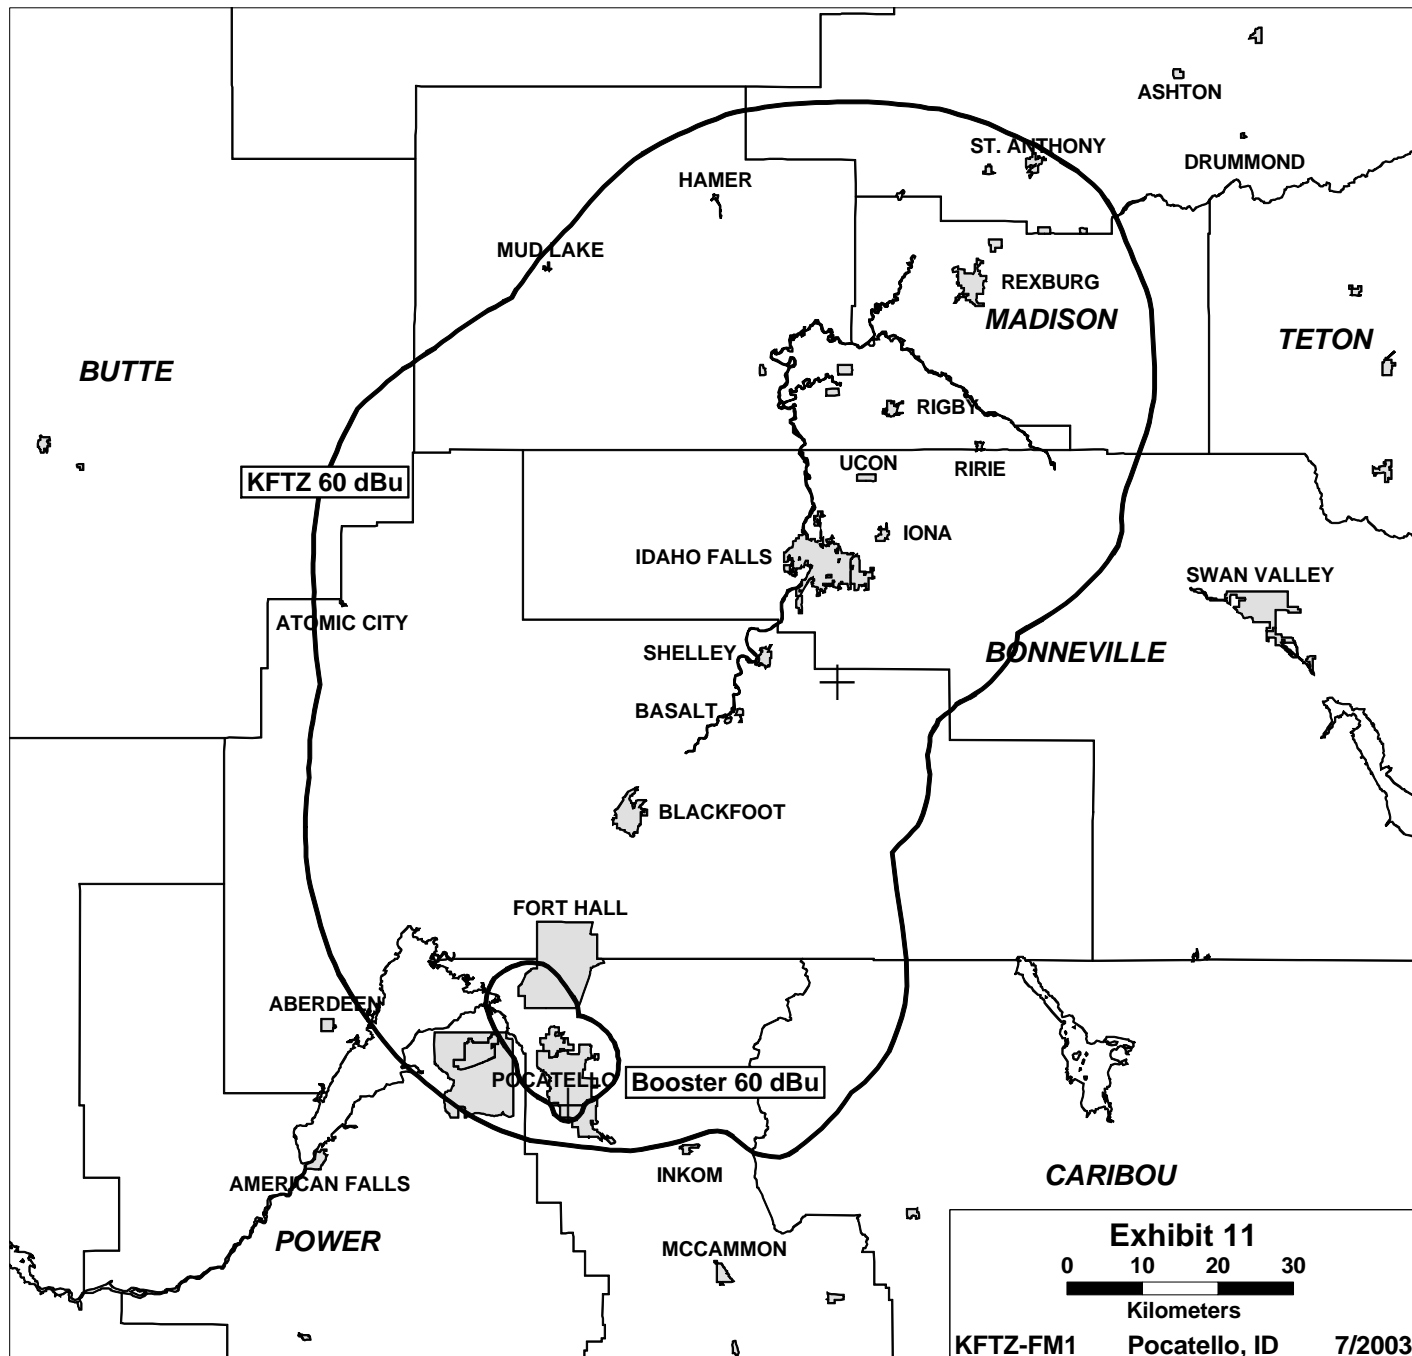 ASHTON
ST. ANTHONY
DRUMMOND
HAMER
MUD LAKE
REXBURG
MADISON
TETON
BUTTE
RIGBY
UCON
RIRIE
KFTZ 60 dBu
IONA
IDAHO FALLS
SWAN VALLEY
ATOMIC CITY
SHELLEY
BONNEVILLE
BASALT
BLACKFOOT
FORT HALL
ABERDEEN
POCATELLO
Booster 60 dBu
INKOM
CARIBOU
AMERICAN FALLS
POWER
MCCAMMON
Exhibit 11
0 10 20 30
Kilometers
KFTZ-FM1 Pocatello, ID 7/2003